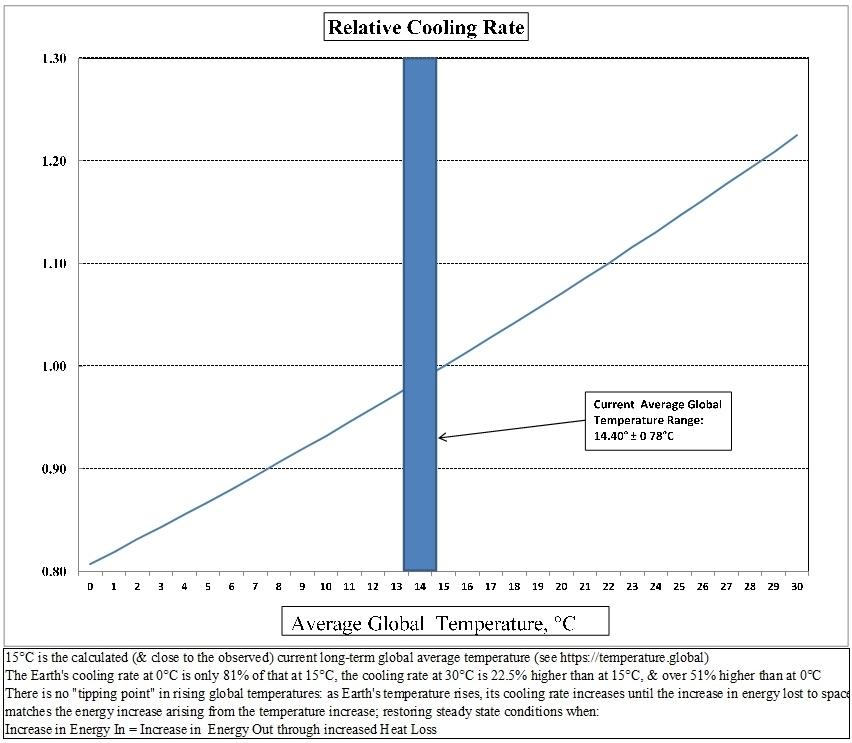 Relative Cooling Rate
1.30
1.20
1.10
1.00
0.90
0.80
Current Average Global
Temperature Range:
14.40° ± 0 78°C
0 1 2 3 4 5 6 7 8 9 10 11 12 13 14 15 16 17 18 19 20 21 22 23 24 25 26 27 28 29 30
Average Global Temperature, °C
15°C is the calculated (& close to the observed) current long-term global average temperature (see https://temperature.global)
The Earth's cooling rate at 0°C is only 81% of that at 15°C, the cooling rate at 30°C is 22.5% higher than at 15°C, & over 51% higher than at 0°C
There is no "tipping point" in rising global temperatures: as Earth's temperature rises, its cooling rate increases until the increase in energy lost to space
matches the energy increase arising from the temperature increase; restoring steady state conditions when:
Increase in Energy In = Increase in Energy Out through increased Heat Loss